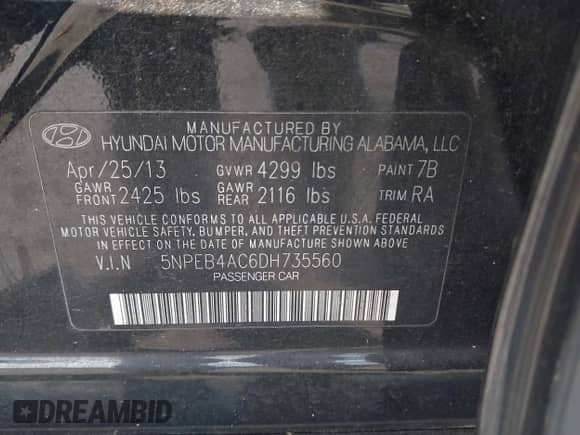 MANUFACTURED BY
HYUNDAI MOTOR MANUFACTURING ALABAMA, LLC
Apr/25/13 GVWR 4299 lbs PAINT 7B
GAWR FRONT 2425 lbs GAWR REAR 2116 lbs TRIM RA
THIS VEHICLE CONFORMS TO ALL APPLICABLE U.S.A. FEDERAL
MOTOR VEHICLE SAFETY, BUMPER, AND THEFT PREVENTION STANDARDS
IN EFFECT ON THE DATE OF MANUFACTURE SHOWN ABOVE.
V.I.N 5NPEB4AC6DH735560
PASSENGER CAR
DREAMBID